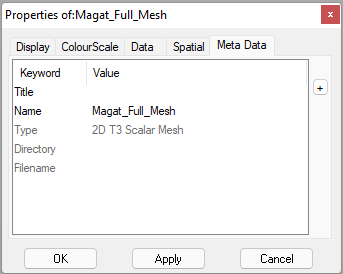 Properties of:Magat_Full_Mesh x
Display ColourScale Data Spatial Meta Data
Keyword Value
Title
Name Magat_Full_Mesh
Type 2D T3 Scalar Mesh
Directory
Filename
+
OK Apply Cancel